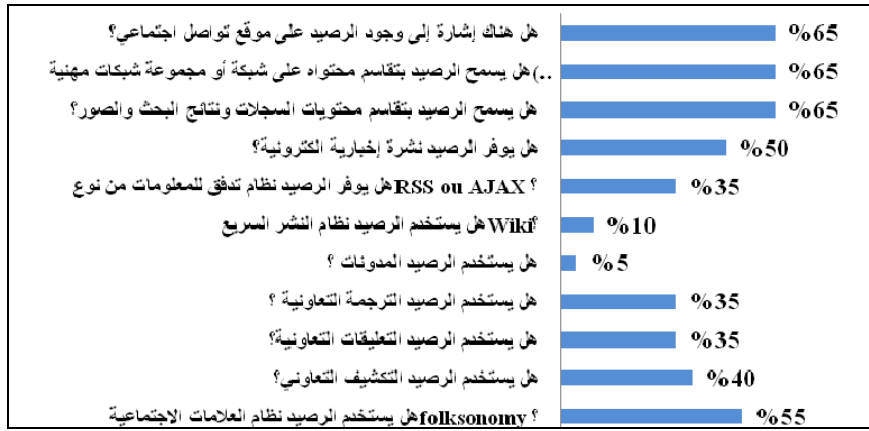 هل هناك إشارة إلى وجود الرصيد على موقع تواصل اجتماعي؟ %65
هل يسمح الرصيد بتقاسم محتواه على شبكة أو مجموعة شبكات مهنية (.. %65
هل يسمح الرصيد بتقاسم محتويات السجلات ونتائج البحث والصور؟ %65
هل يوفر الرصيد نشرة إخبارية الكترونية؟ %50
هل يوفر الرصيد نظام تدفق للمعلومات من نوع RSS ou AJAX ؟ %35
هل يستخدم الرصيد نظام النشر السريع Wiki؟ %10
هل يستخدم الرصيد المدونات ؟ %5
هل يستخدم الرصيد الترجمة التعاونية ؟ %35
هل يستخدم الرصيد التعليقات التعاونية؟ %35
هل يستخدم الرصيد التكشيف التعاوني؟ %40
هل يستخدم الرصيد نظام العلامات الاجتماعية folksonomy ؟ %55